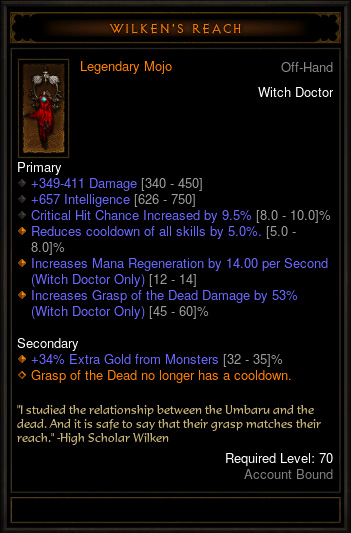 WILKEN'S REACH
Legendary Mojo
Off-Hand
Witch Doctor
Primary
+349-411 Damage [340 - 450]
+657 Intelligence [626 - 750]
Critical Hit Chance Increased by 9.5% [8.0 - 10.0]%
Reduces cooldown of all skills by 5.0%. [5.0 -
8.0]%
Increases Mana Regeneration by 14.00 per Second
(Witch Doctor Only) [12 - 14]
Increases Grasp of the Dead Damage by 53%
(Witch Doctor Only) [45 - 60]%
Secondary
+34% Extra Gold from Monsters [32 - 35]%
Grasp of the Dead no longer has a cooldown.
"I studied the relationship between the Umbaru and the
dead. And it is safe to say that their grasp matches their
reach." -High Scholar Wilken
Required Level: 70
Account Bound